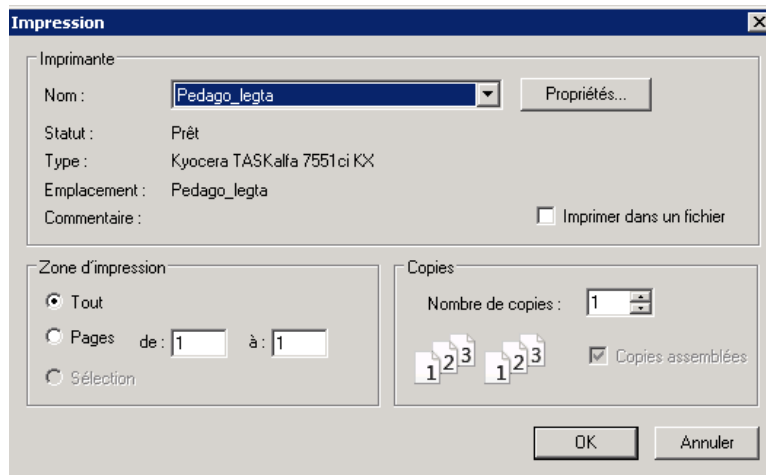 Impression
Imprimante
Nom : Pedago_legta Propriétés...
Statut : Prêt
Type : Kyocera TASKalfa 7551ci KX
Emplacement : Pedago_legta
Commentaire : Imprimer dans un fichier
Zone d'impression
Tout
Pages de : 1 à : 1
Sélection
Copies
Nombre de copies : 1
1 2 3 1 2 3 Copies assemblées
OK Annuler